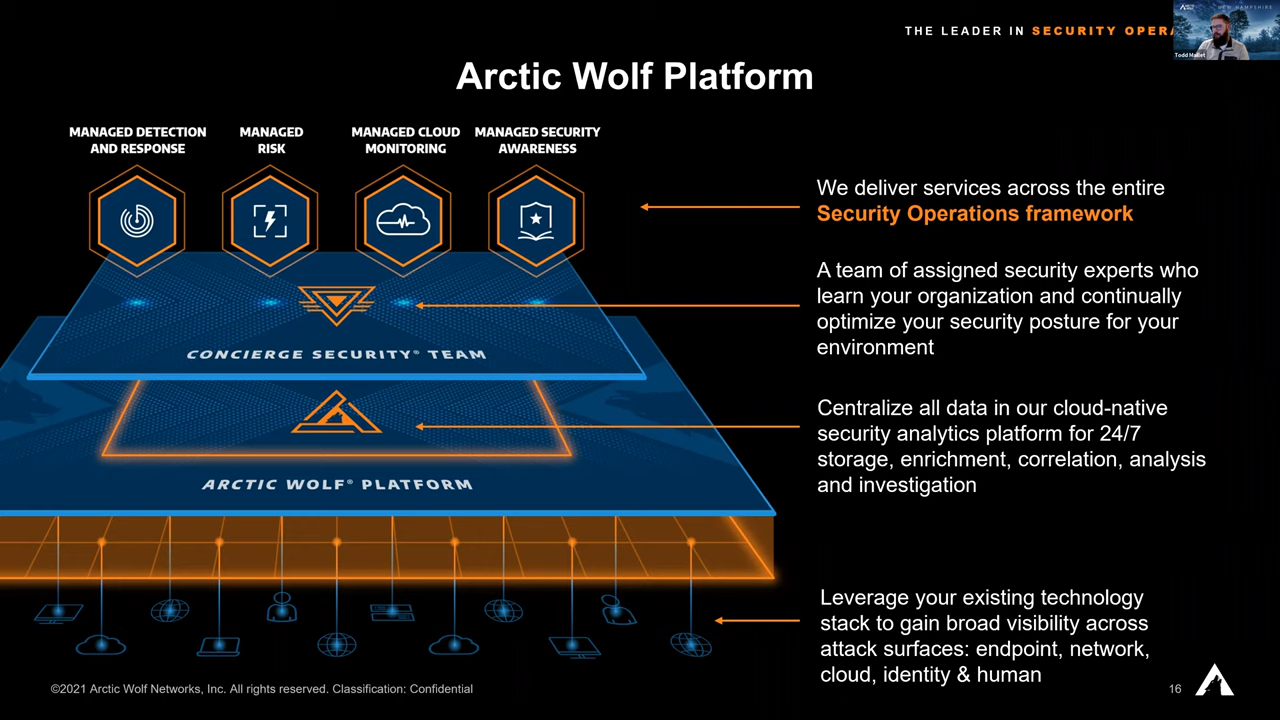 THE LEADER IN SECURITY OPERA
NEW HAMPSHIRE
Todd Mallet
Arctic Wolf Platform
MANAGED DETECTION
AND RESPONSE
MANAGED
RISK
MANAGED CLOUD
MONITORING
MANAGED SECURITY
AWARENESS
We deliver services across the entire
Security Operations framework
A team of assigned security experts who
learn your organization and continually
optimize your security posture for your
environment
CONCIERGE SECURITY® TEAM
Centralize all data in our cloud-native
security analytics platform for 24/7
storage, enrichment, correlation, analysis
and investigation
ARCTIC WOLF® PLATFORM
Leverage your existing technology
stack to gain broad visibility across
attack surfaces: endpoint, network,
cloud, identity & human
©2021 Arctic Wolf Networks, Inc. All rights reserved. Classification: Confidential
16